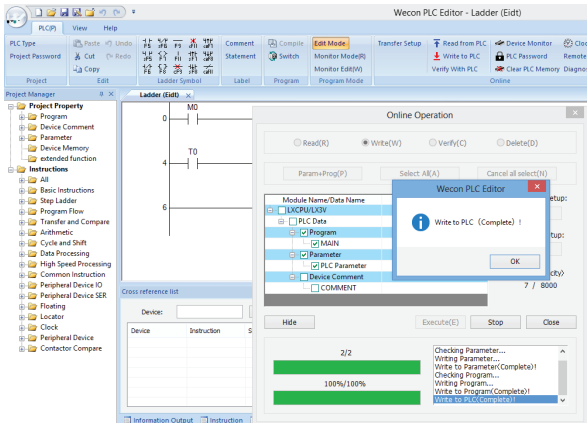 Wecon PLC Editor - Ladder (Eidt)
PLC(P) View Help
PLC Type
Project Password
Project
Paste Undo
Cut Redo
Copy
Edit
F5 F6 F7
Ladder Symbol
Comment
Statement
Label
Compile
Switch
Program
Edit Mode
Monitor Mode(R)
Monitor Edit(W)
Program Mode
Transfer Setup
Read from PLC
Write to PLC
Verify With PLC
Device Monitor
PLC Password
Clear PLC Memory
Remote
Online
Project Manager
Project Property
Program
Device Comment
Parameter
Device Memory
extended function
Instructions
All
Basic Instructions
Step Ladder
Program Flow
Transfer and Compare
Arithmetic
Cycle and Shift
Data Processing
High Speed Processing
Common Instruction
Peripheral Device IO
Peripheral Device SER
Floating
Locator
Clock
Peripheral Device
Contactor Compare
Ladder (Eidt)
M0
0
T0
4
6
Cross reference list
Device:
Device Instruction
Information Output Instruction
Online Operation
Read(R) Write(W) Verify(C) Delete(D)
Param+Prog(P) Select All(A) Cancel all select(N)
Module Name/Data Name
LXCPU/LX3V
PLC Data
Program
MAIN
Parameter
PLC Parameter
Device Comment
COMMENT
7 / 8000
Wecon PLC Editor
Write to PLC (Complete) !
OK
Hide Execute(E) Stop Close
2/2
100%/100%
Checking Parameter...
Writing Parameter...
Write to Parameter(Complete)!
Checking Program...
Writing Program...
Write to Program(Complete)!
Write to PLC(Complete)!